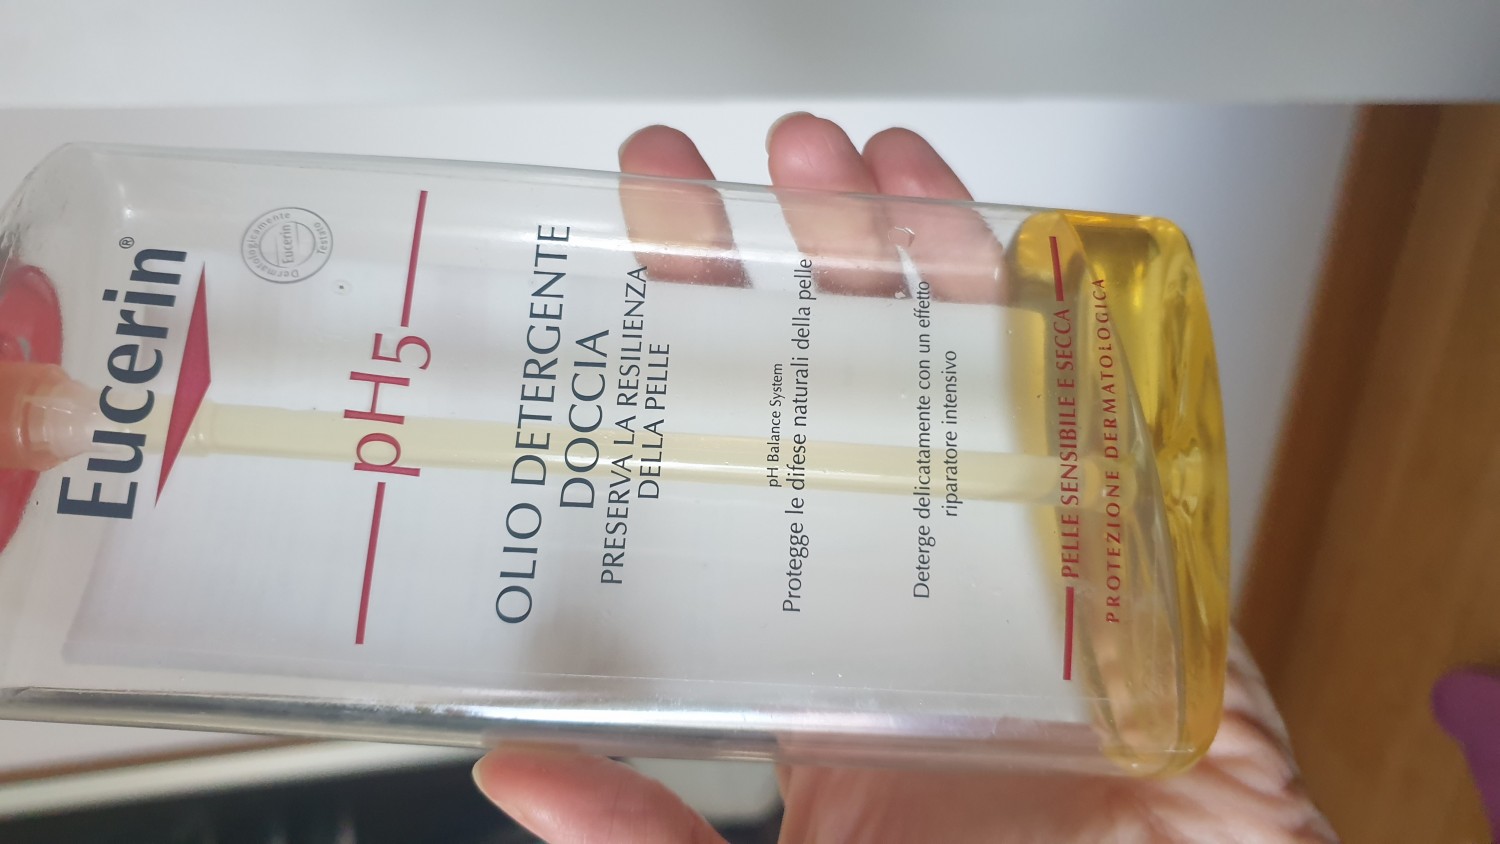 Eucerin®
Dermatologicamente
Eucerin
Testato
pH5
OLIO DETERGENTE
DOCCIA
PRESERVA LA RESILIENZA
DELLA PELLE
pH Balance System
Protegge le difese naturali della pelle
Deterge delicatamente con un effetto
riparatore intensivo
PELLE SENSIBILE E SECCA
PROTEZIONE DERMATOLOGICA